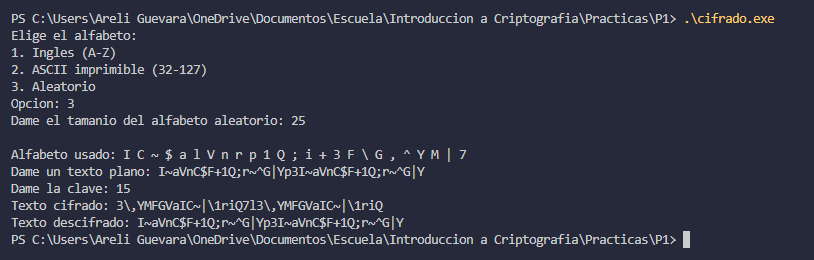 PS C:\Users\Areli Guevara\OneDrive\Documentos\Escuela\Introduccion a Criptografia\Practicas\P1> .\cifrado.exe
Elige el alfabeto:
1. Ingles (A-Z)
2. ASCII imprimible (32-127)
3. Aleatorio
Opcion: 3
Dame el tamanio del alfabeto aleatorio: 25
Alfabeto usado: I C ~ $ a l V n r p 1 Q ; i + 3 F \ G , ^ Y M | 7
Dame un texto plano: I~aVnC$F+1Q;r~^G|Yp3I~aVnC$F+1Q;r~^G|Y
Dame la clave: 15
Texto cifrado: 3\,YMFGVaIC~|\1riQ7l3\,YMFGVaIC~|\1riQ
Texto descifrado: I~aVnC$F+1Q;r~^G|Yp3I~aVnC$F+1Q;r~^G|Y
PS C:\Users\Areli Guevara\OneDrive\Documentos\Escuela\Introduccion a Criptografia\Practicas\P1>